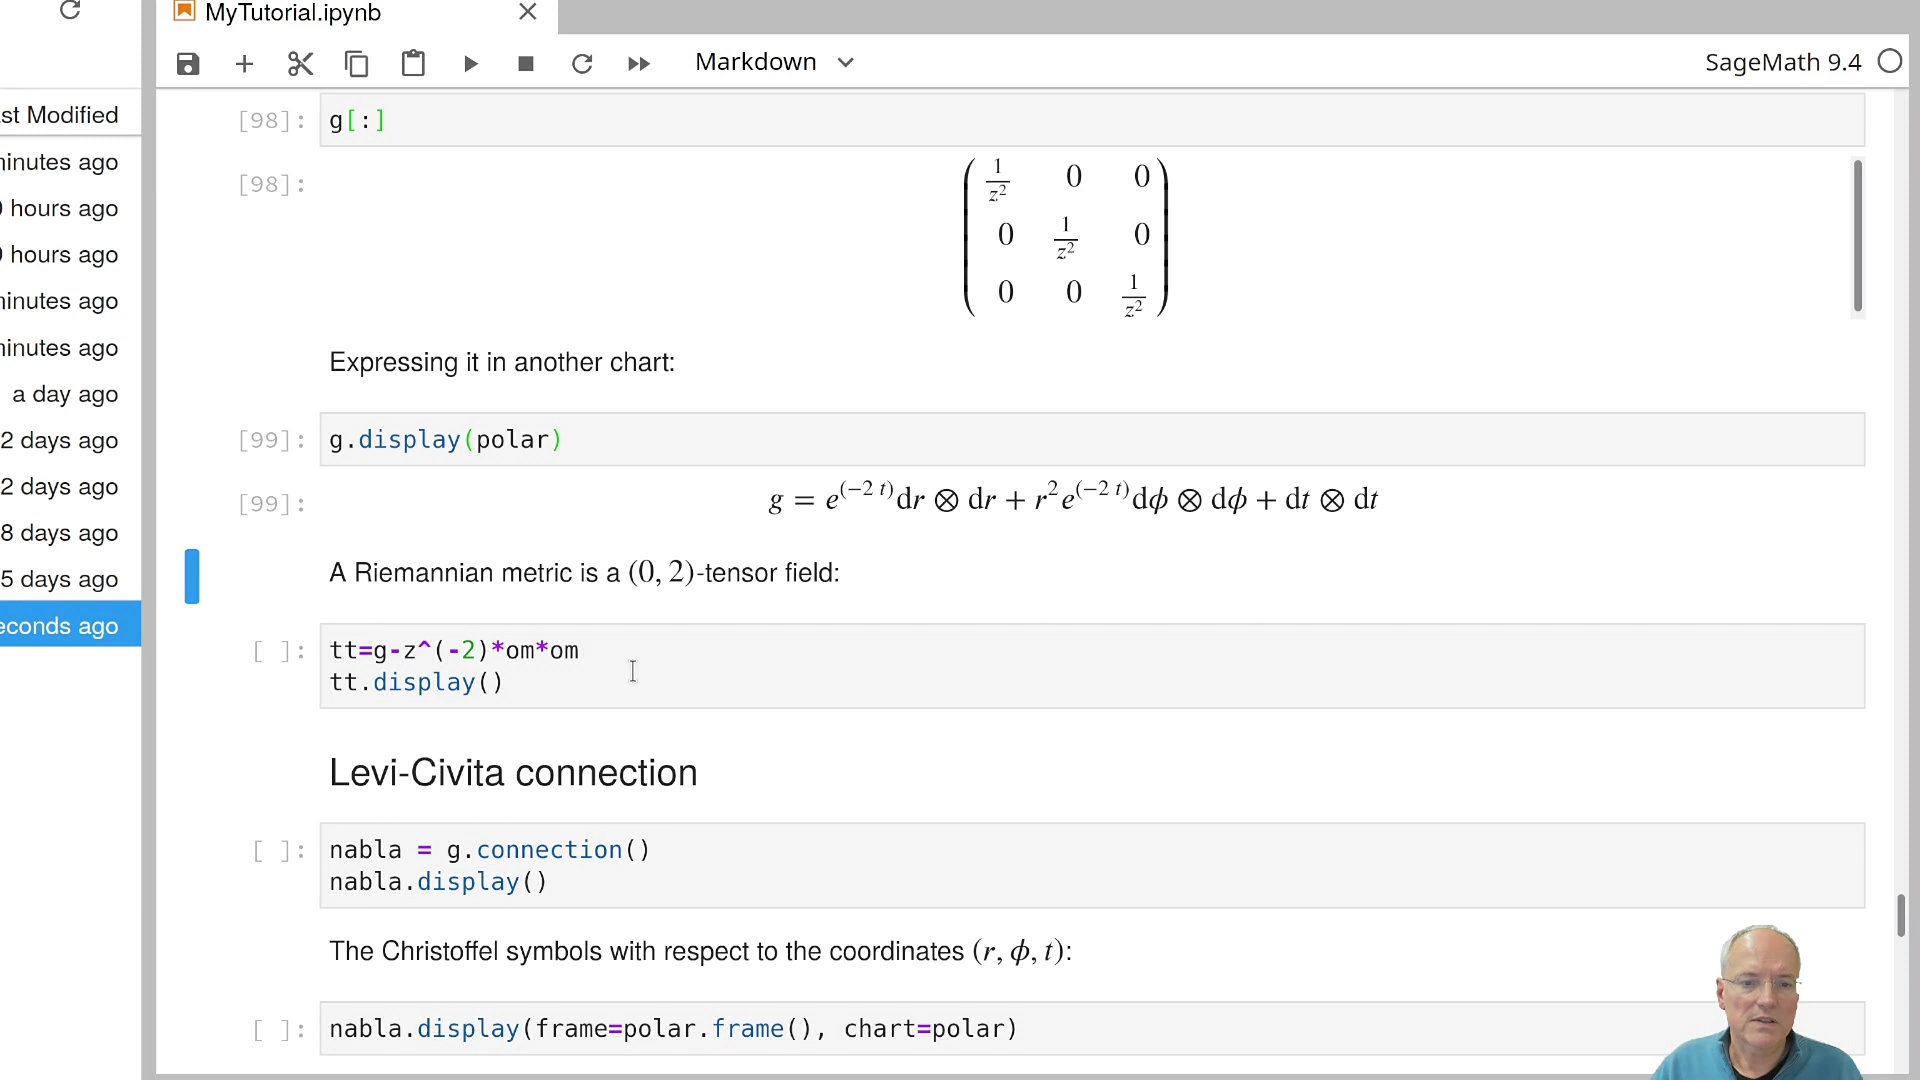 MyTutorial.ipynb
Markdown
SageMath 9.4
st Modified
inutes ago
hours ago
hours ago
inutes ago
inutes ago
a day ago
2 days ago
2 days ago
8 days ago
5 days ago
econds ago
[98]: g[:]
[98]:
1/z² 0 0
0 1/z² 0
0 0 1/z²
Expressing it in another chart:
[99]: g.display(polar)
[99]: g = e^(−2 t) dr ⊗ dr + r² e^(−2 t) dϕ ⊗ dϕ + dt ⊗ dt
A Riemannian metric is a (0, 2)-tensor field:
[ ]: tt=g-z^(-2)*om*om
tt.display()
Levi-Civita connection
[ ]: nabla = g.connection()
nabla.display()
The Christoffel symbols with respect to the coordinates (r, ϕ, t):
[ ]: nabla.display(frame=polar.frame(), chart=polar)